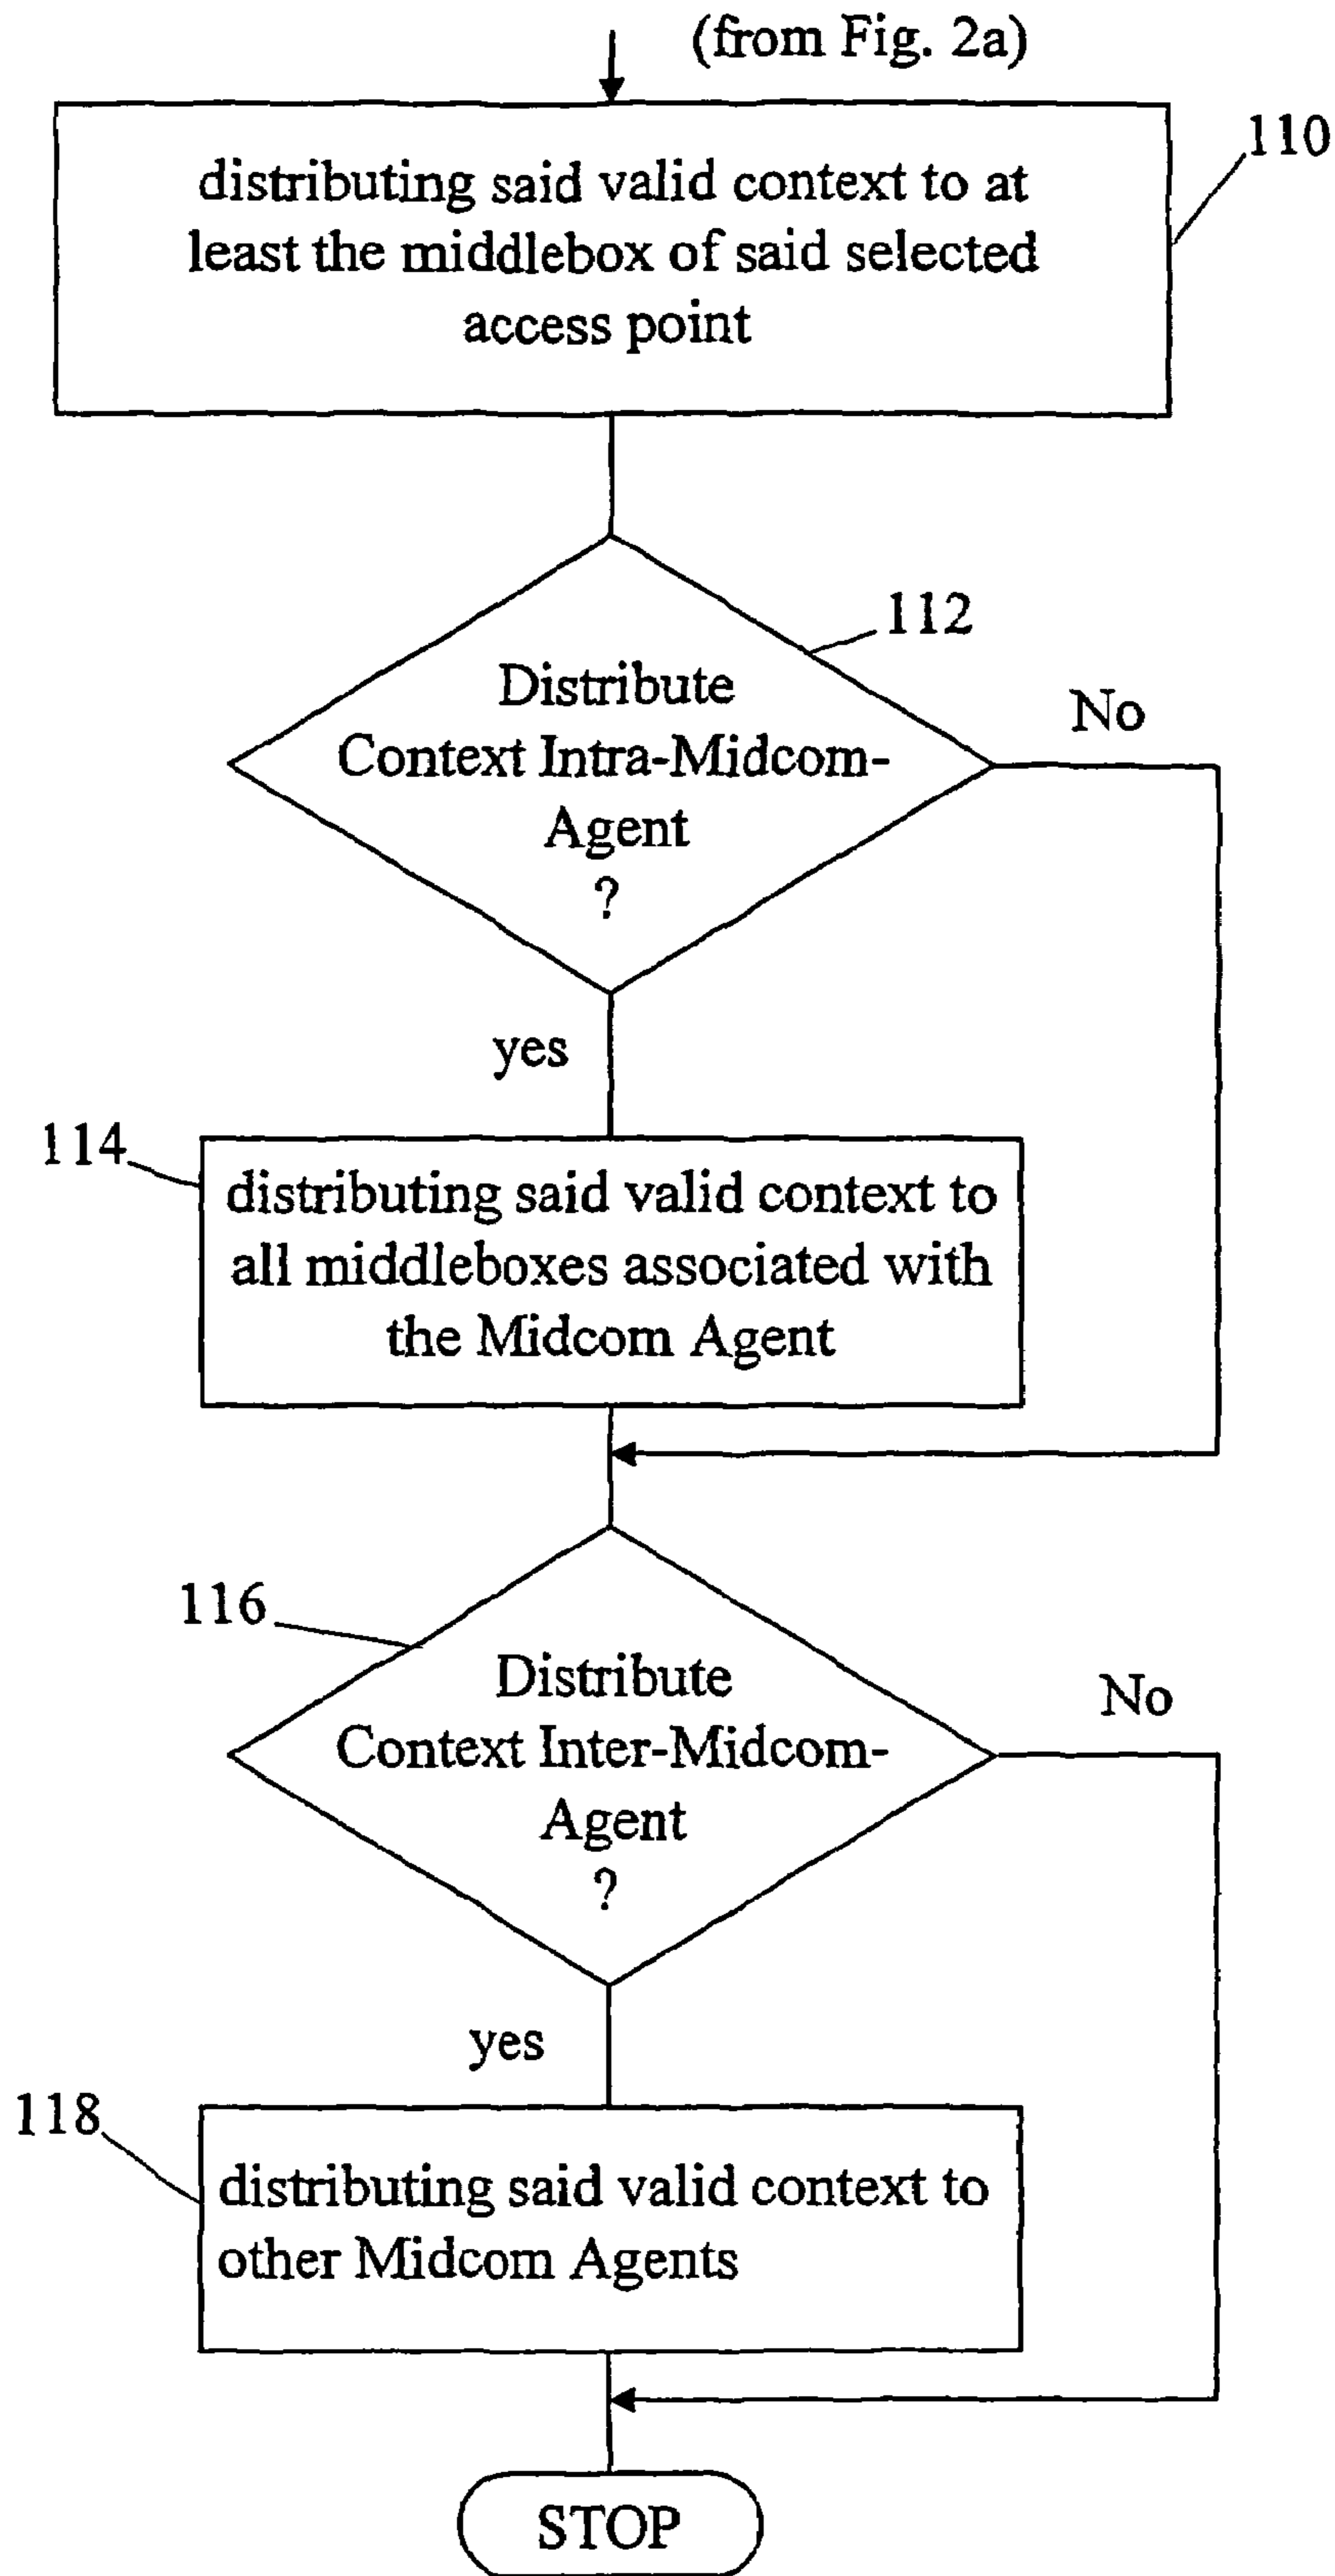 (from Fig. 2a)
110
distributing said valid context to at
least the middlebox of said selected
access point
112
Distribute
Context Intra-Midcom-
Agent
?
No
yes
114
distributing said valid context to
all middleboxes associated with
the Midcom Agent
116
Distribute
Context Inter-Midcom-
Agent
?
No
yes
118
distributing said valid context to
other Midcom Agents
STOP